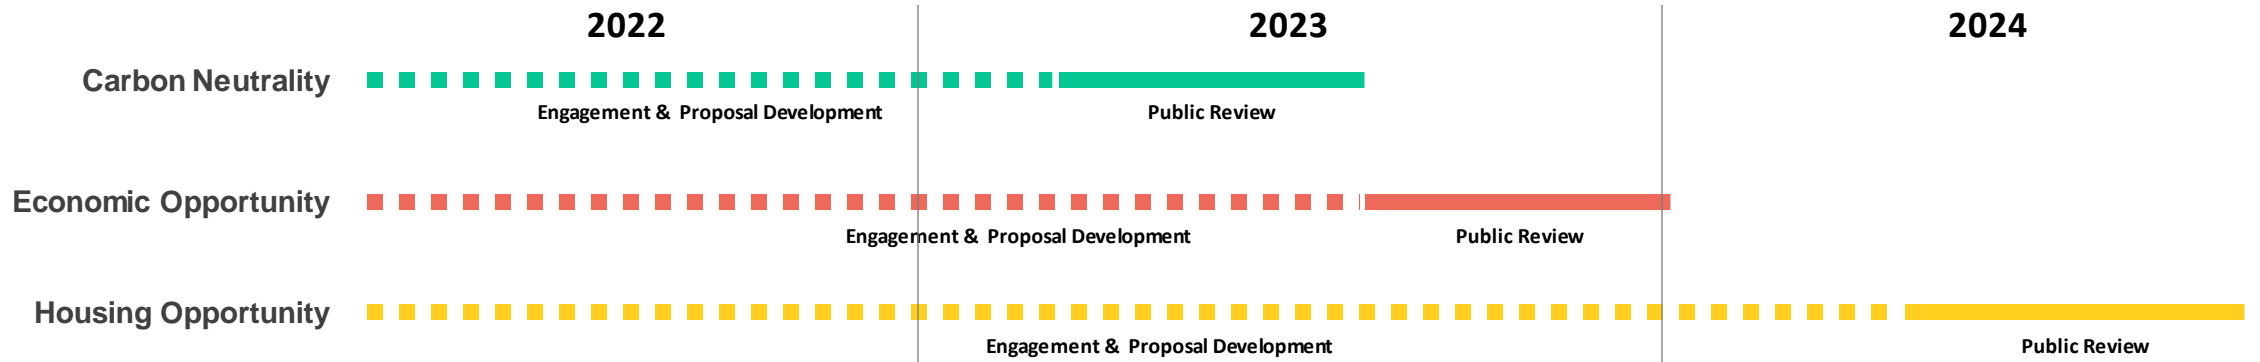 2022 2023 2024
Carbon Neutrality
Engagement & Proposal Development Public Review
Economic Opportunity
Engagement & Proposal Development Public Review
Housing Opportunity
Engagement & Proposal Development Public Review